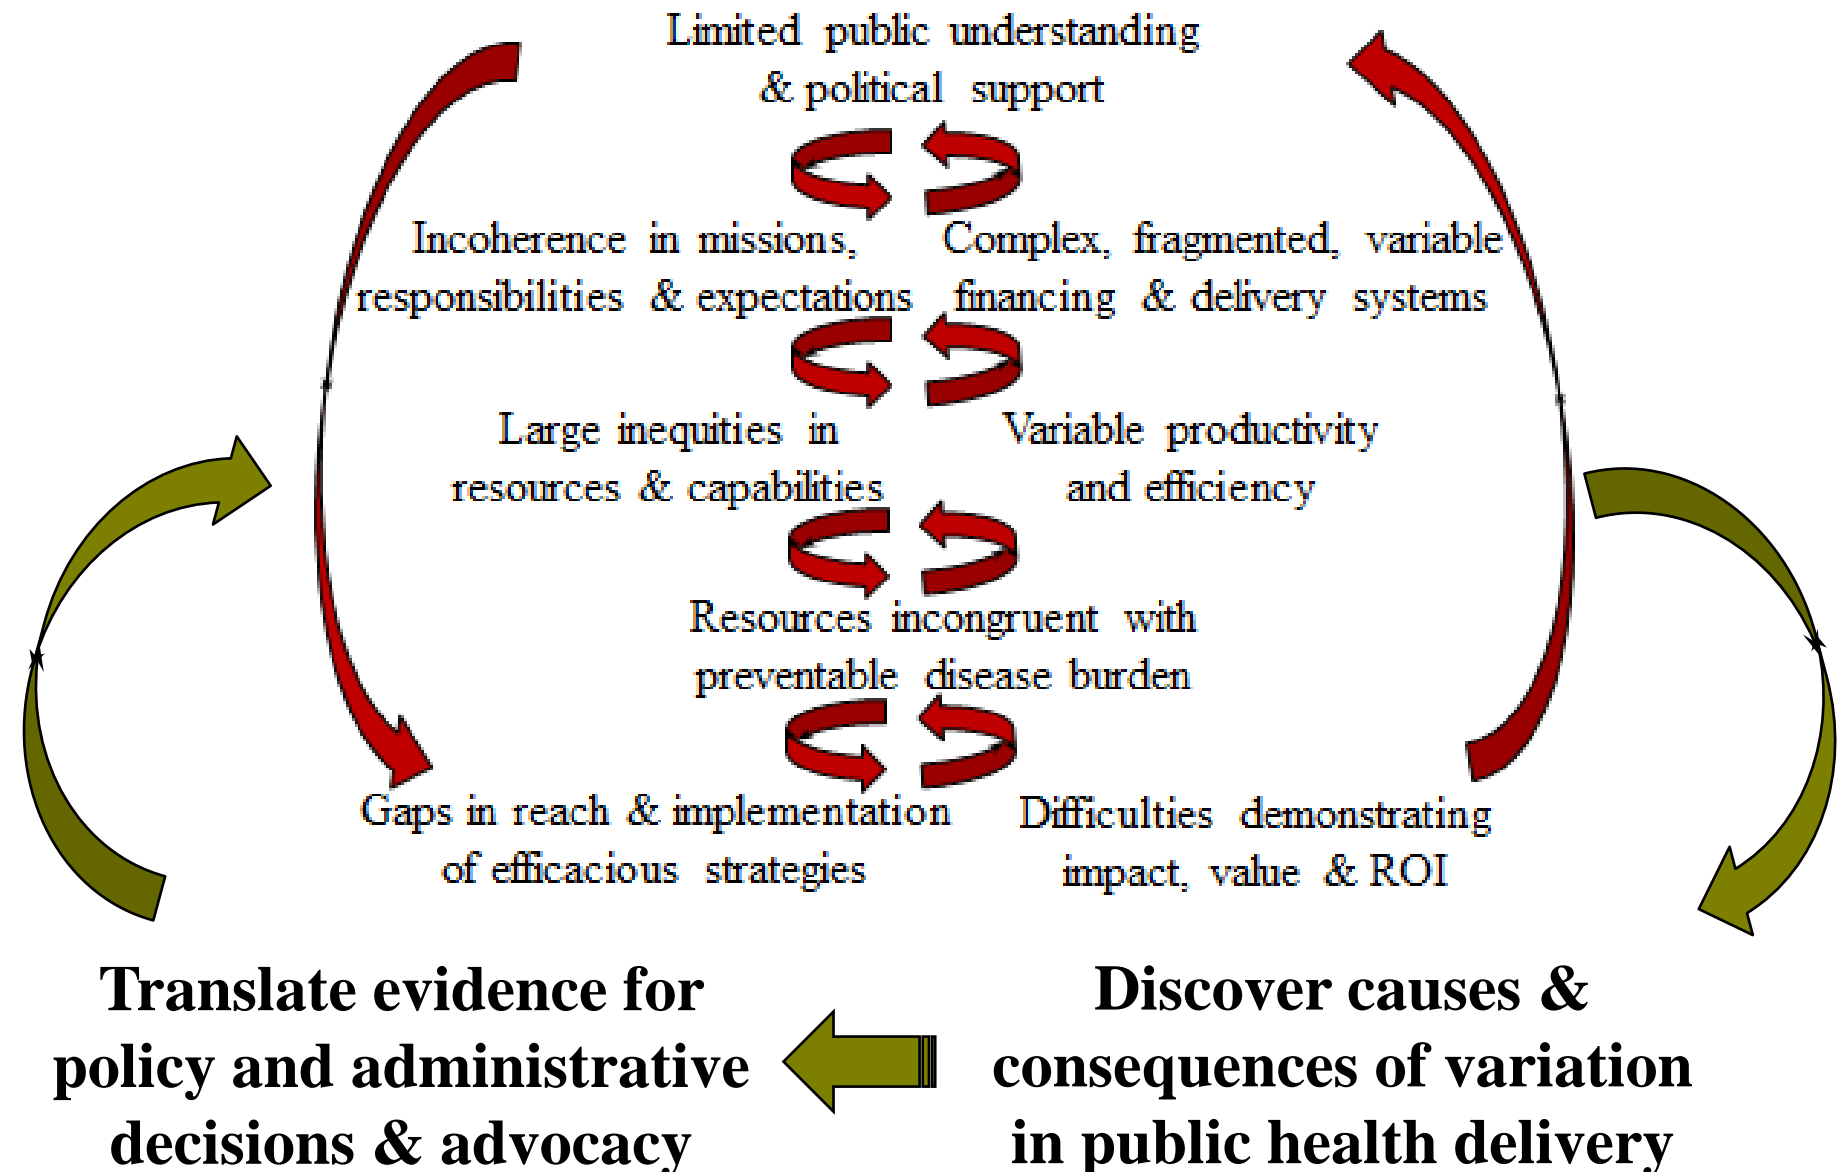 Limited public understanding
& political support
Incoherence in missions,
responsibilities & expectations
Complex, fragmented, variable
financing & delivery systems
Large inequities in
resources & capabilities
Variable productivity
and efficiency
Resources incongruent with
preventable disease burden
Gaps in reach & implementation
of efficacious strategies
Difficulties demonstrating
impact, value & ROI
Translate evidence for
policy and administrative
decisions & advocacy
Discover causes &
consequences of variation
in public health delivery